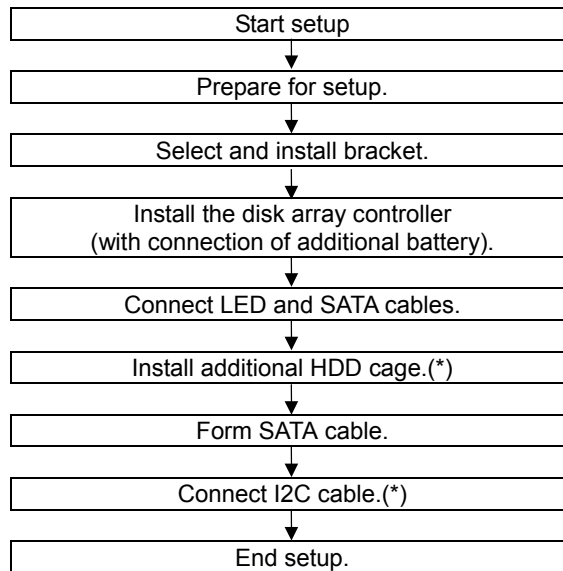 Start setup
Prepare for setup.
Select and install bracket.
Install the disk array controller
(with connection of additional battery).
Connect LED and SATA cables.
Install additional HDD cage.(*)
Form SATA cable.
Connect I2C cable.(*)
End setup.